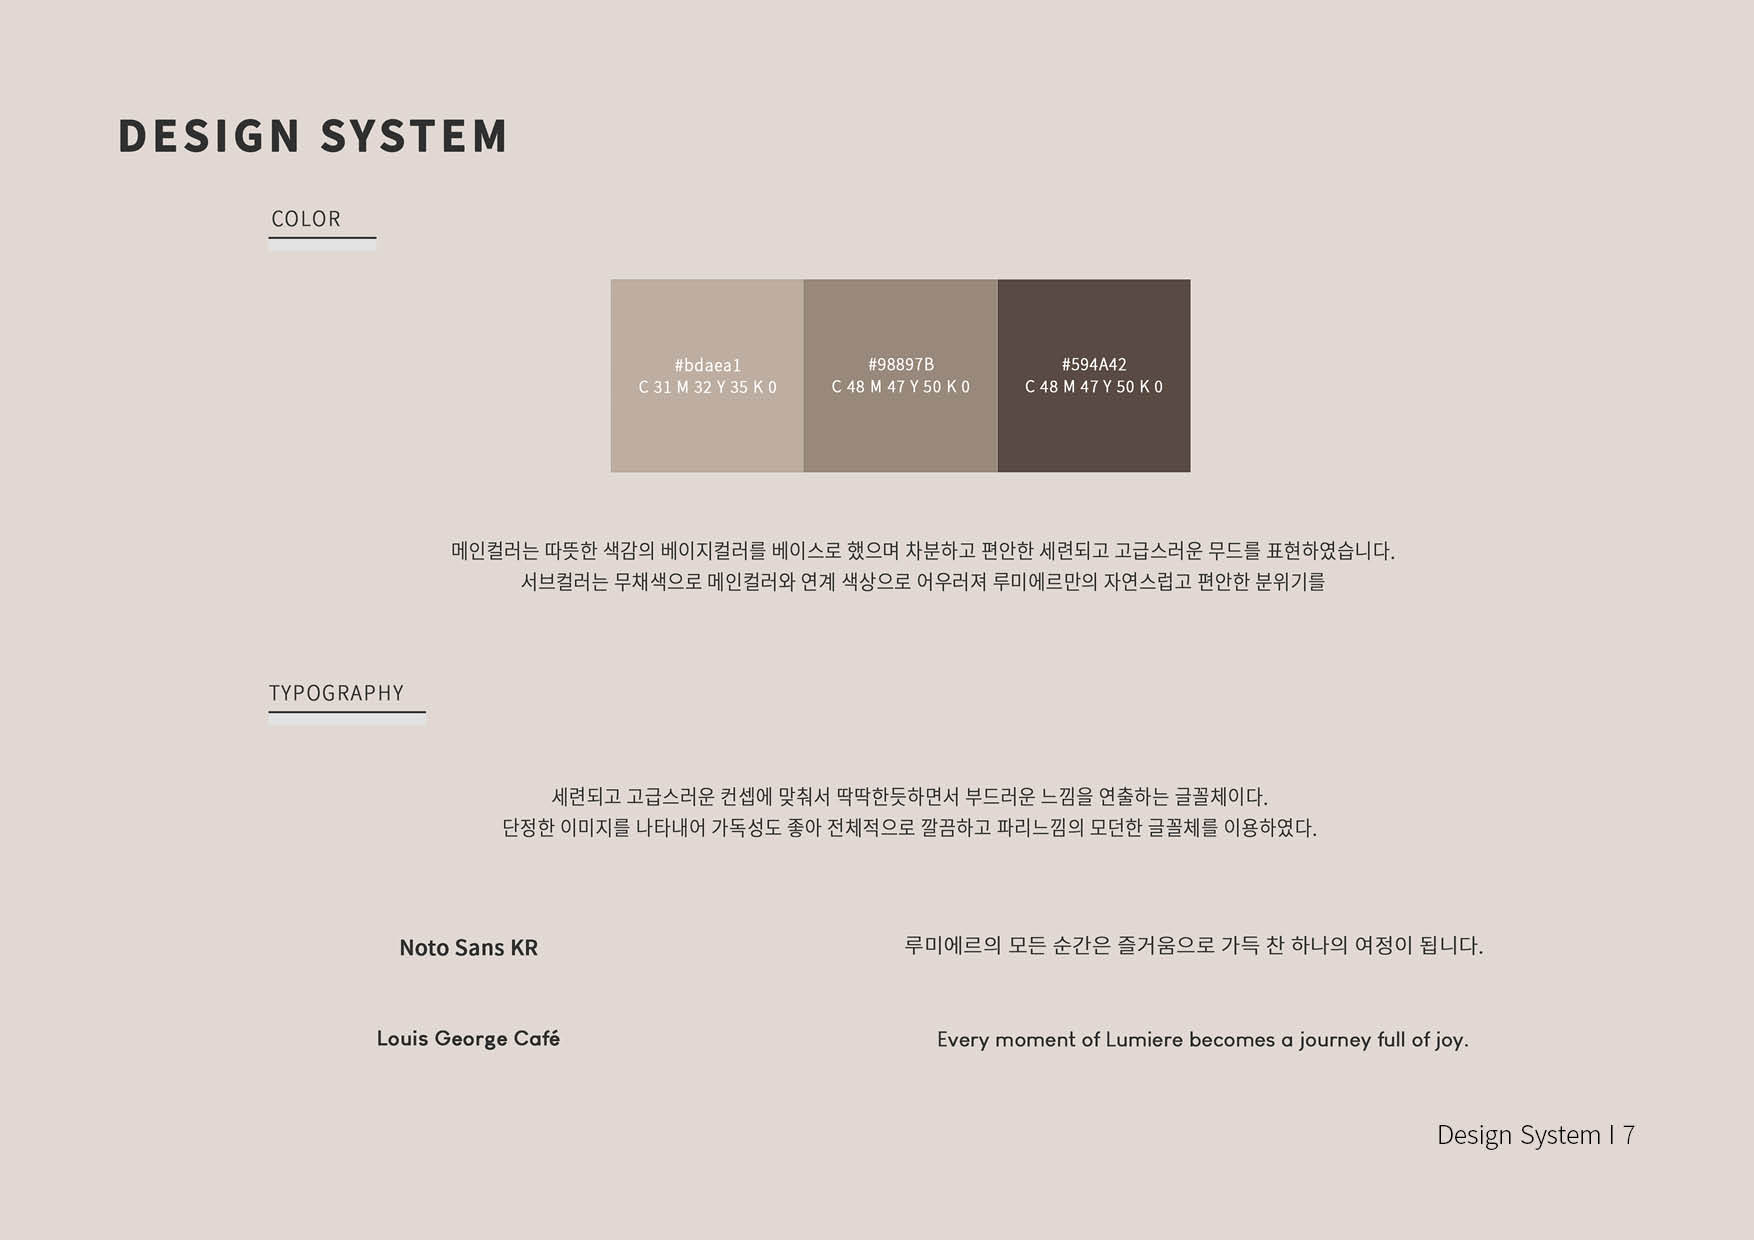 DESIGN SYSTEM
COLOR
#bdaea1
C 31 M 32 Y 35 K 0
#98897B
C 48 M 47 Y 50 K 0
#594A42
C 48 M 47 Y 50 K 0
메인컬러는 따뜻한 색감의 베이지컬러를 베이스로 했으며 차분하고 편안한 세련되고 고급스러운 무드를 표현하였습니다.
서브컬러는 무채색으로 메인컬러와 연계 색상으로 어우러져 루미에르만의 자연스럽고 편안한 분위기를
TYPOGRAPHY
세련되고 고급스러운 컨셉에 맞춰서 딱딱한듯하면서 부드러운 느낌을 연출하는 글꼴체이다.
단정한 이미지를 나타내어 가독성도 좋아 전체적으로 깔끔하고 파리느낌의 모던한 글꼴체를 이용하였다.
Noto Sans KR
루미에르의 모든 순간은 즐거움으로 가득 찬 하나의 여정이 됩니다.
Louis George Café
Every moment of Lumiere becomes a journey full of joy.
Design System I 7